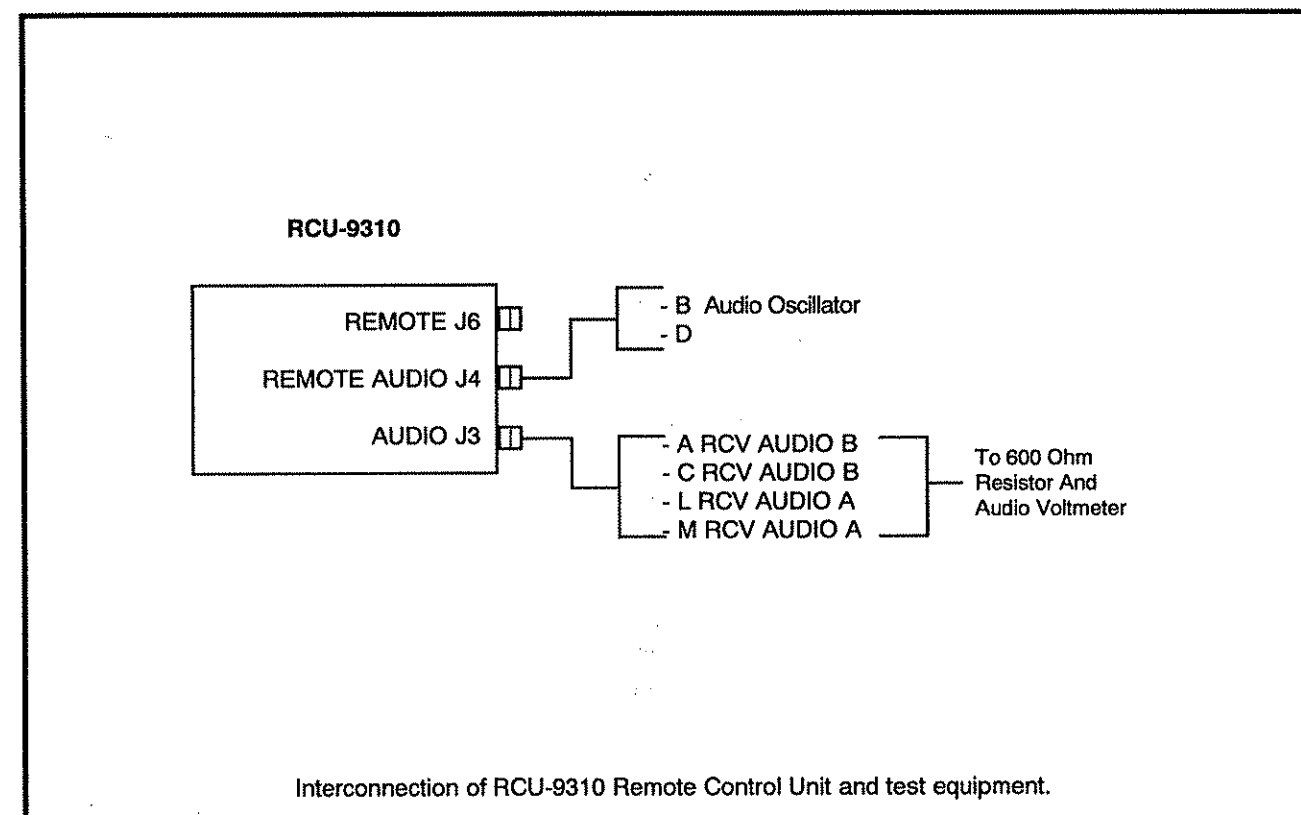 RCU-9310
REMOTE J6
REMOTE AUDIO J4
AUDIO J3
- B Audio Oscillator
- D
- A RCV AUDIO B
- C RCV AUDIO B
- L RCV AUDIO A
- M RCV AUDIO A
To 600 Ohm
Resistor And
Audio Voltmeter
Interconnection of RCU-9310 Remote Control Unit and test equipment.